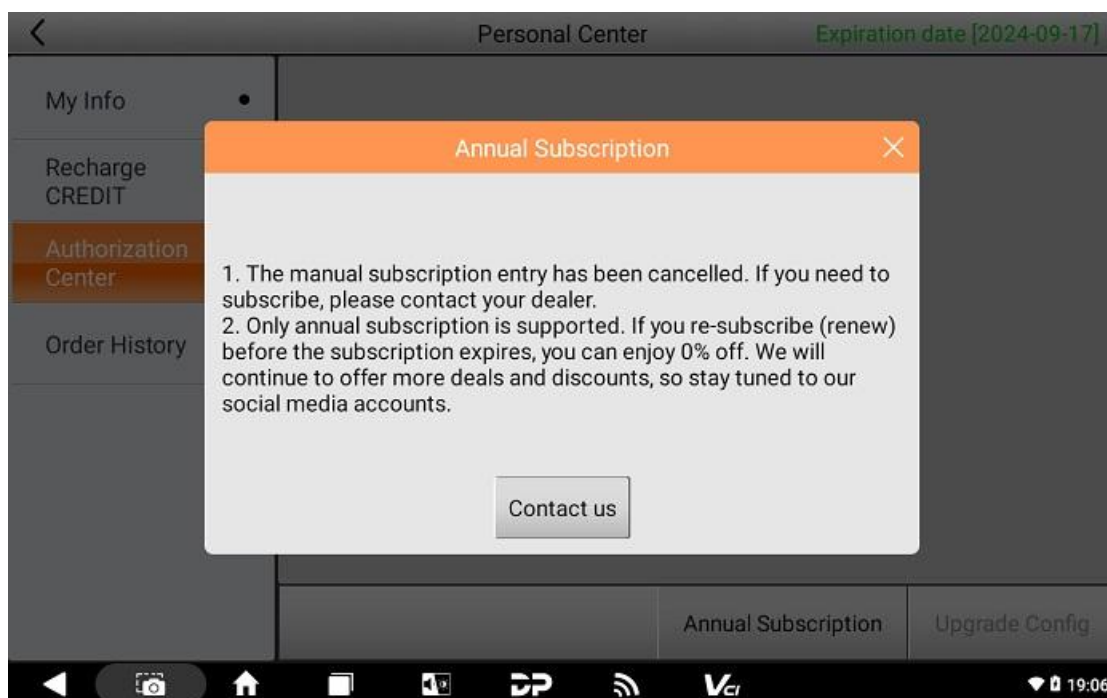 Personal Center
Expiration date [2024-09-17]
My Info
Recharge
CREDIT
Authorization
Center
Order History
Annual Subscription
1. The manual subscription entry has been cancelled. If you need to
subscribe, please contact your dealer.
2. Only annual subscription is supported. If you re-subscribe (renew)
before the subscription expires, you can enjoy 0% off. We will
continue to offer more deals and discounts, so stay tuned to our
social media accounts.
Contact us
Annual Subscription
Upgrade Config
DP
VCI
19:06